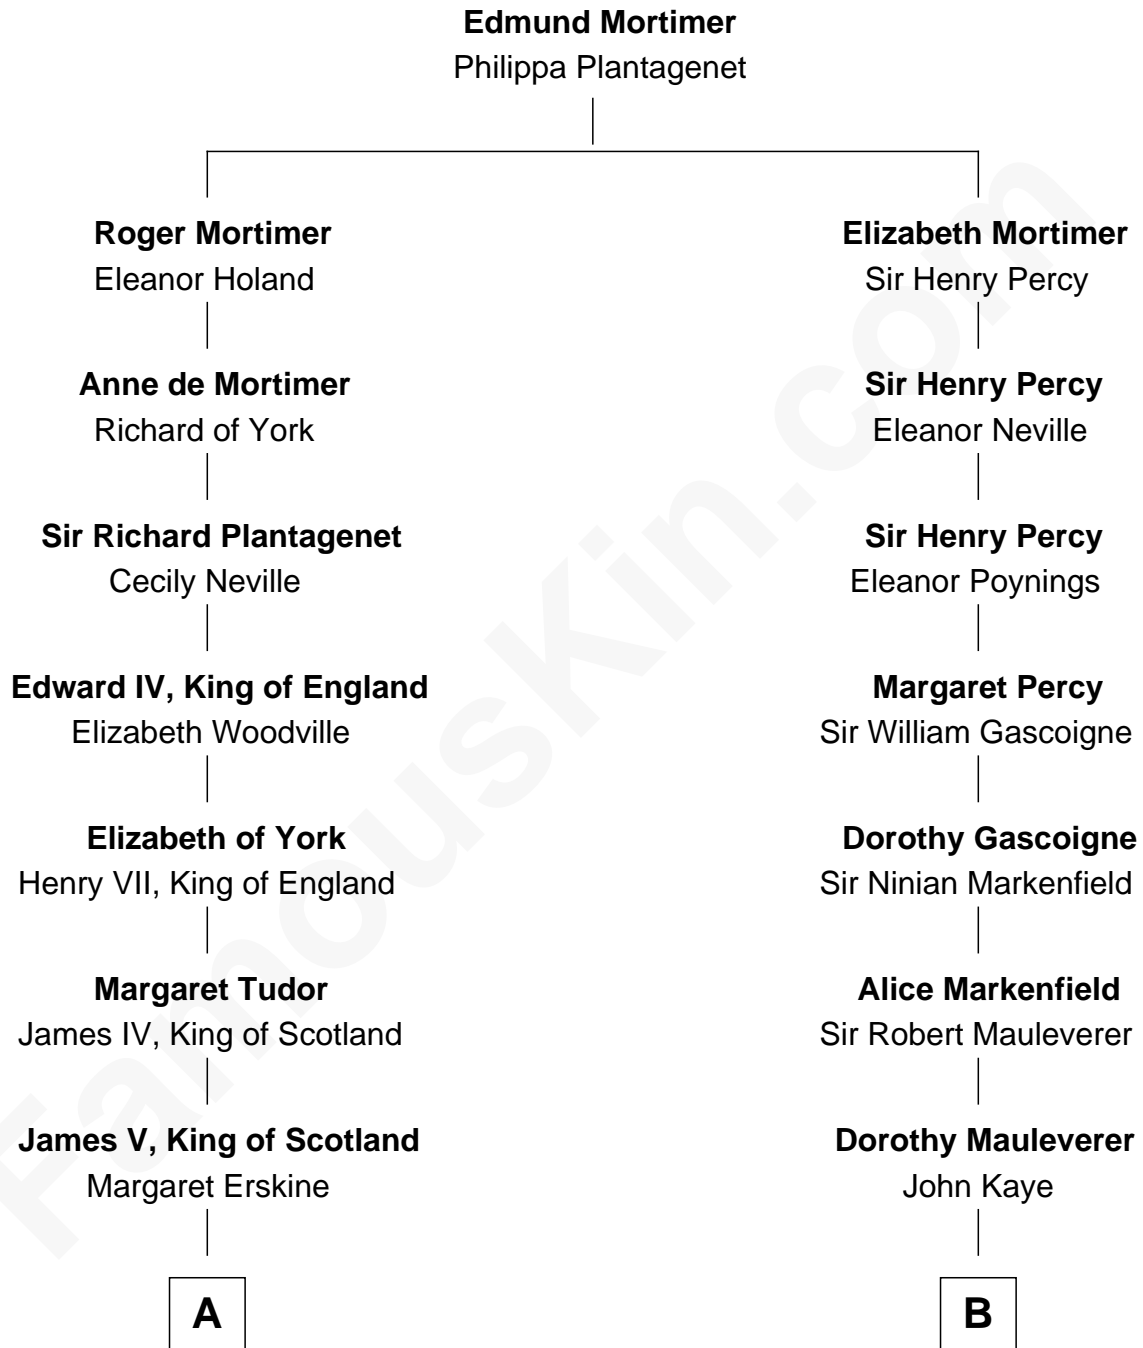 Edmund Mortimer
Philippa Plantagenet
Roger Mortimer
Eleanor Holand
Elizabeth Mortimer
Sir Henry Percy
Anne de Mortimer
Richard of York
Sir Henry Percy
Eleanor Neville
Sir Richard Plantagenet
Cecily Neville
Sir Henry Percy
Eleanor Poynings
Edward IV, King of England
Elizabeth Woodville
Margaret Percy
Sir William Gascoigne
Elizabeth of York
Henry VII, King of England
Dorothy Gascoigne
Sir Ninian Markenfield
Margaret Tudor
James IV, King of Scotland
Alice Markenfield
Sir Robert Mauleverer
James V, King of Scotland
Margaret Erskine
Dorothy Mauleverer
John Kaye
A
B
FamousKin.com